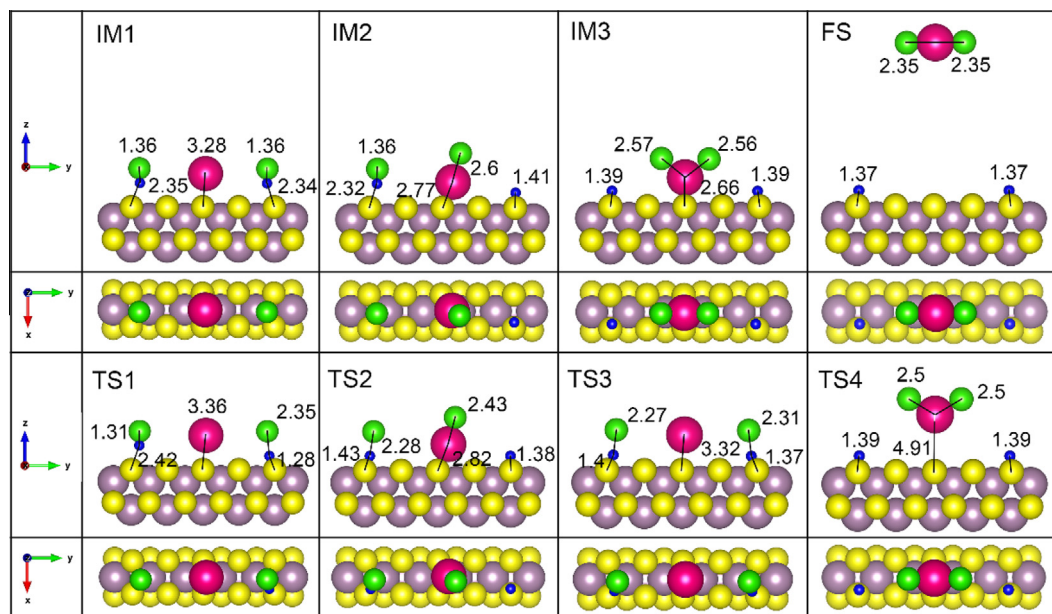 IM1
IM2
IM3
FS
2.35 2.35
z
y
1.36 3.28 1.36
2.35 2.34
1.36
2.6
2.32 2.77 1.41
2.57 2.56
1.39 1.39
2.66
1.37 1.37
z y
x
TS1
TS2
TS3
TS4
z
y
3.36 2.35
1.31
2.42 1.28
2.43
1.43 2.28 2.82 1.38
2.27 2.31
1.4 3.32 1.37
2.5 2.5
1.39 1.39
4.91
z y
x